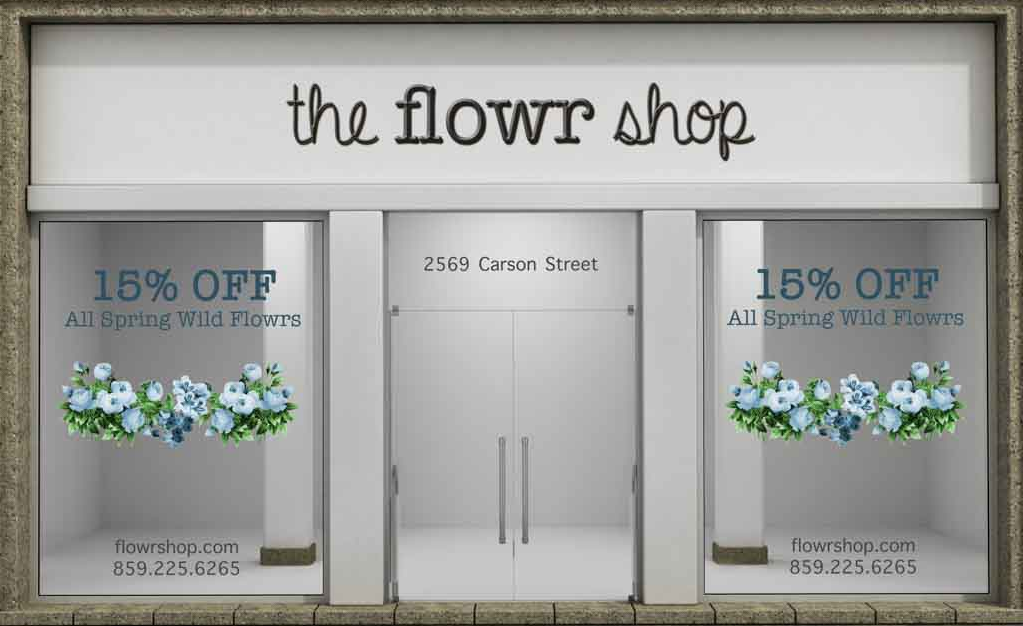 the flowr shop
2569 Carson Street
15% OFF
All Spring Wild Flowrs
flowrshop.com
859.225.6265
15% OFF
All Spring Wild Flowrs
flowrshop.com
859.225.6265